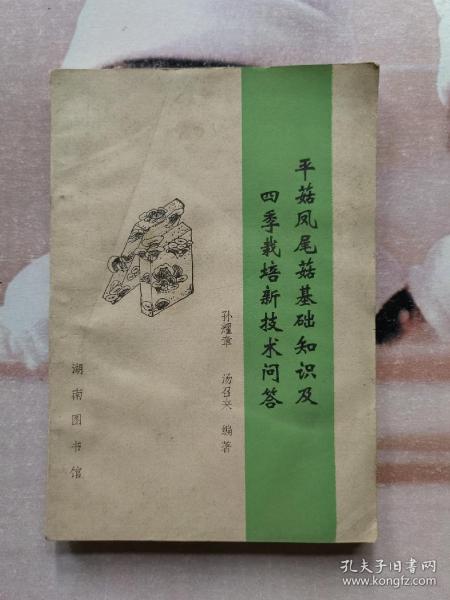 平菇凤尾菇基础知识及
四季栽培新技术问答
孙耀章 汤召兴 编著
湖南图书馆
孔夫子旧书网
www.kongfz.com